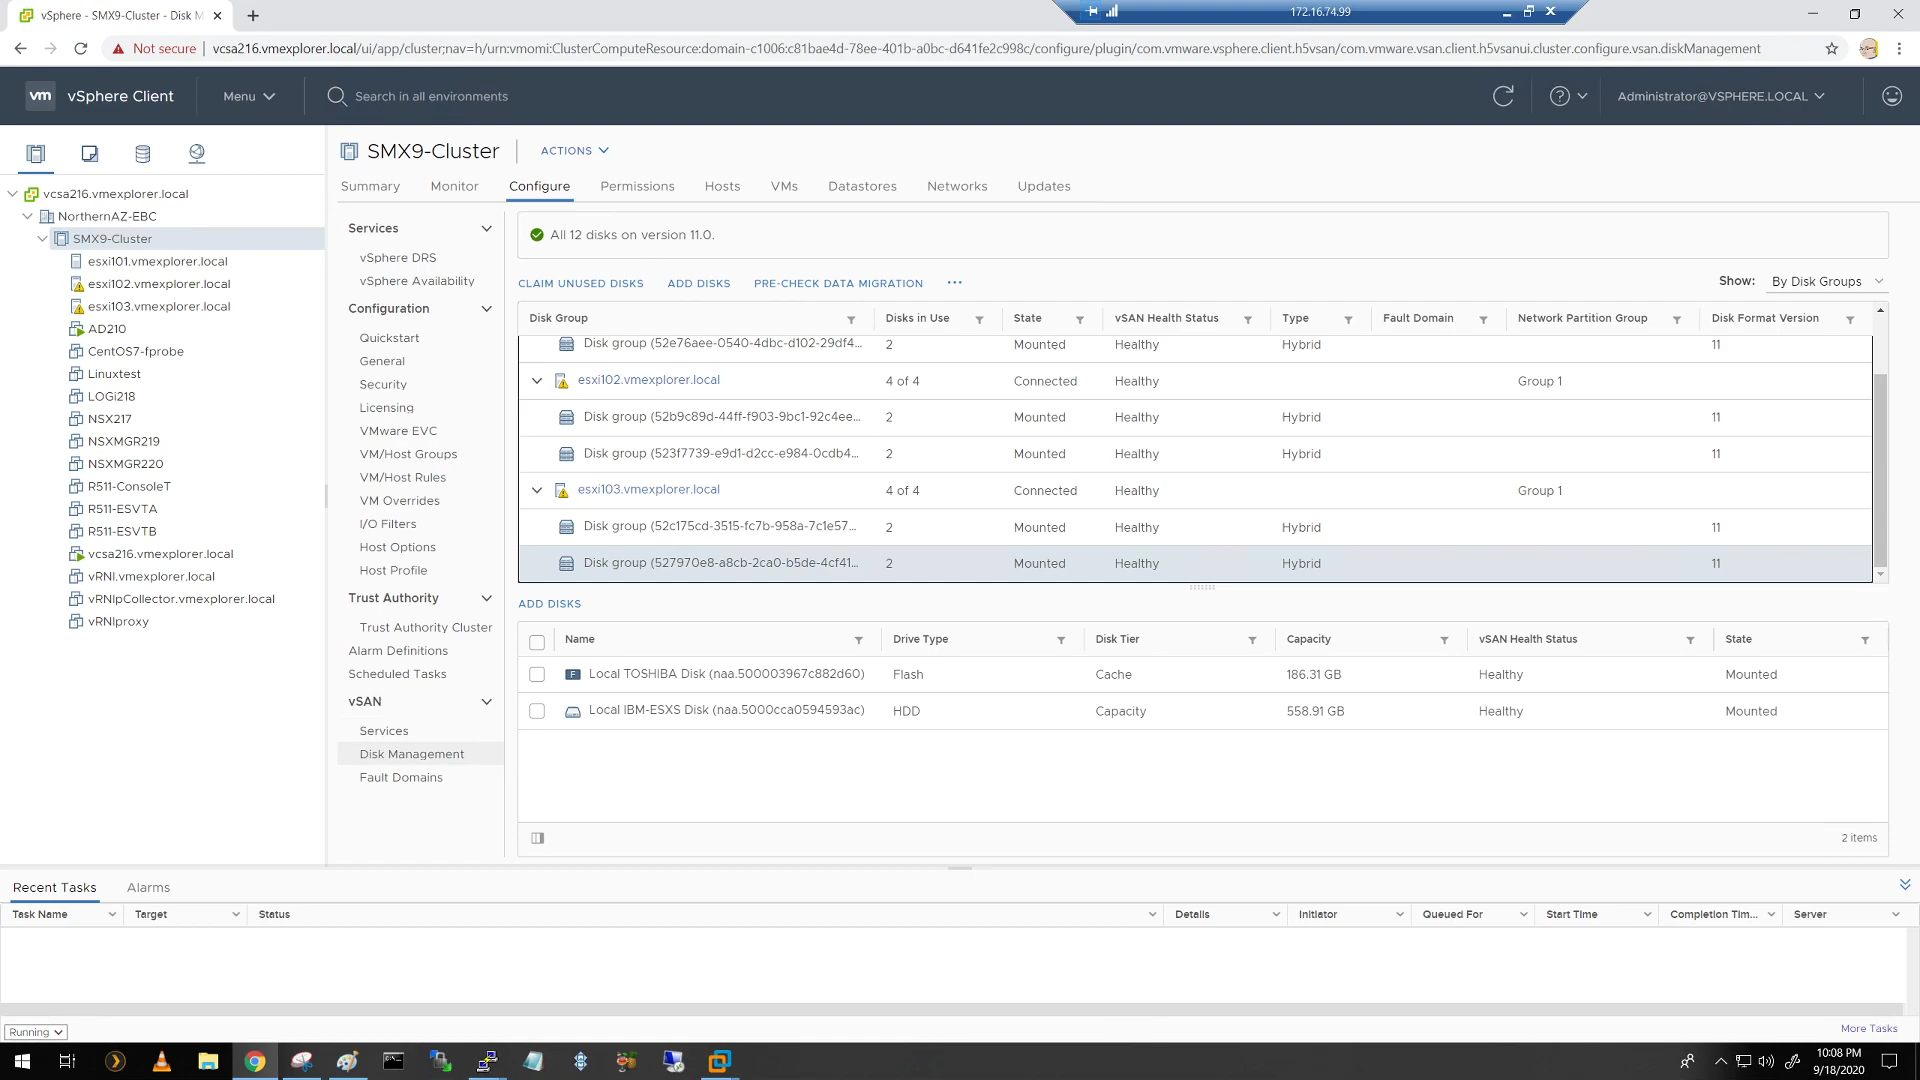 vSphere - SMX9-Cluster - Disk M
172.16.74.99
Not secure
vcsa216.vmexplorer.local/ui/app/cluster;nav=h/urn:vmomi:ClusterComputeResource:domain-c1006:c81bae4d-78ee-401b-a0bc-d641fe2c998c/configure/plugin/com.vmware.vsphere.client.h5vsan/com.vmware.vsan.client.h5vsanui.cluster.configure.vsan.diskManagement
vm vSphere Client Menu Search in all environments Administrator@VSPHERE.LOCAL
vcsa216.vmexplorer.local
NorthernAZ-EBC
SMX9-Cluster
esxi101.vmexplorer.local
esxi102.vmexplorer.local
esxi103.vmexplorer.local
AD210
CentOS7-fprobe
Linuxtest
LOGi218
NSX217
NSXMGR219
NSXMGR220
R511-ConsoleT
R511-ESVTA
R511-ESVTB
vcsa216.vmexplorer.local
vRNI.vmexplorer.local
vRNIpCollector.vmexplorer.local
vRNIproxy
SMX9-Cluster ACTIONS
Summary Monitor Configure Permissions Hosts VMs Datastores Networks Updates
Services
vSphere DRS
vSphere Availability
Configuration
Quickstart
General
Security
Licensing
VMware EVC
VM/Host Groups
VM/Host Rules
VM Overrides
I/O Filters
Host Options
Host Profile
Trust Authority
Trust Authority Cluster
Alarm Definitions
Scheduled Tasks
vSAN
Services
Disk Management
Fault Domains
All 12 disks on version 11.0.
CLAIM UNUSED DISKS ADD DISKS PRE-CHECK DATA MIGRATION ... Show: By Disk Groups
Disk Group Disks in Use State vSAN Health Status Type Fault Domain Network Partition Group Disk Format Version
Disk group (52e76aee-0540-4dbc-d102-29df4... 2 Mounted Healthy Hybrid 11
esxi102.vmexplorer.local 4 of 4 Connected Healthy Group 1
Disk group (52b9c89d-44ff-f903-9bc1-92c4ee... 2 Mounted Healthy Hybrid 11
Disk group (523f7739-e9d1-d2cc-e984-0cdb4... 2 Mounted Healthy Hybrid 11
esxi103.vmexplorer.local 4 of 4 Connected Healthy Group 1
Disk group (52c175cd-3515-fc7b-958a-7c1e57... 2 Mounted Healthy Hybrid 11
Disk group (527970e8-a8cb-2ca0-b5de-4cf41... 2 Mounted Healthy Hybrid 11
ADD DISKS
Name Drive Type Disk Tier Capacity vSAN Health Status State
F Local TOSHIBA Disk (naa.500003967c882d60) Flash Cache 186.31 GB Healthy Mounted
Local IBM-ESXS Disk (naa.5000cca0594593ac) HDD Capacity 558.91 GB Healthy Mounted
2 items
Recent Tasks Alarms
Task Name Target Status Details Initiator Queued For Start Time Completion Tim... Server
Running
More Tasks
10:08 PM
9/18/2020